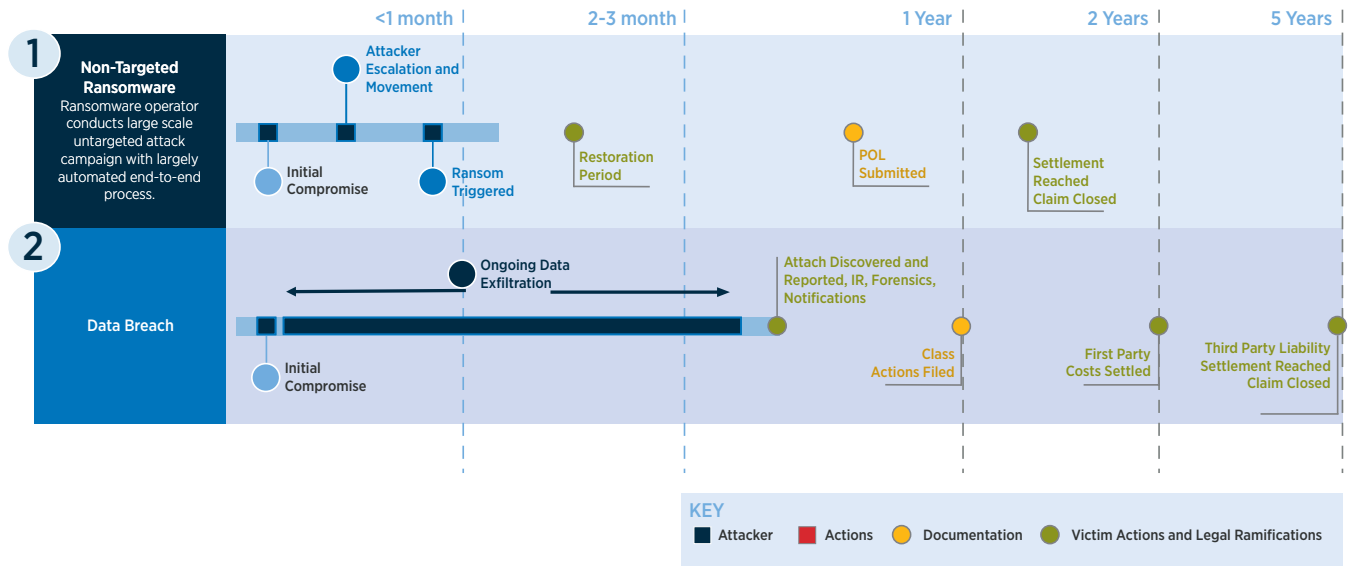 <1 month
2-3 month
1 Year
2 Years
5 Years
1
Non-Targeted
Ransomware
Ransomware operator
conducts large scale
untargeted attack
campaign with largely
automated end-to-end
process.
Attacker
Escalation and
Movement
Initial
Compromise
Ransom
Triggered
Restoration
Period
POL
Submitted
Settlement
Reached
Claim Closed
2
Data Breach
Ongoing Data
Exfiltration
Initial
Compromise
Attach Discovered and
Reported, IR, Forensics,
Notifications
Class
Actions Filed
First Party
Costs Settled
Third Party Liability
Settlement Reached
Claim Closed
KEY
Attacker
Actions
Documentation
Victim Actions and Legal Ramifications